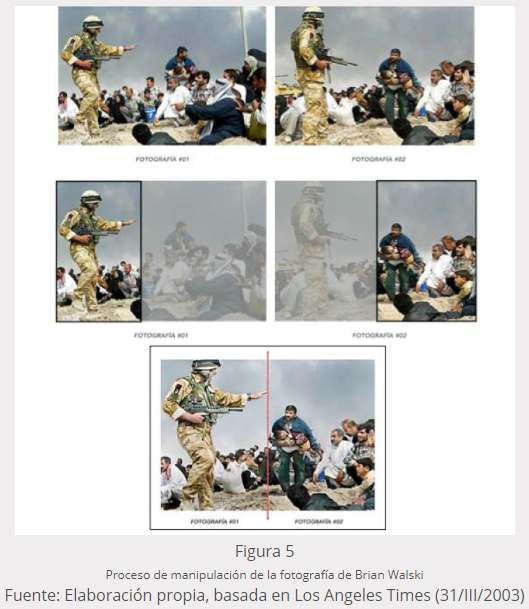 FOTOGRAFÍA #01
FOTOGRAFÍA #02
FOTOGRAFÍA #01
FOTOGRAFÍA #02
FOTOGRAFÍA #01
FOTOGRAFÍA #02
Figura 5
Proceso de manipulación de la fotografía de Brian Walski
Fuente: Elaboración propia, basada en Los Angeles Times (31/III/2003)